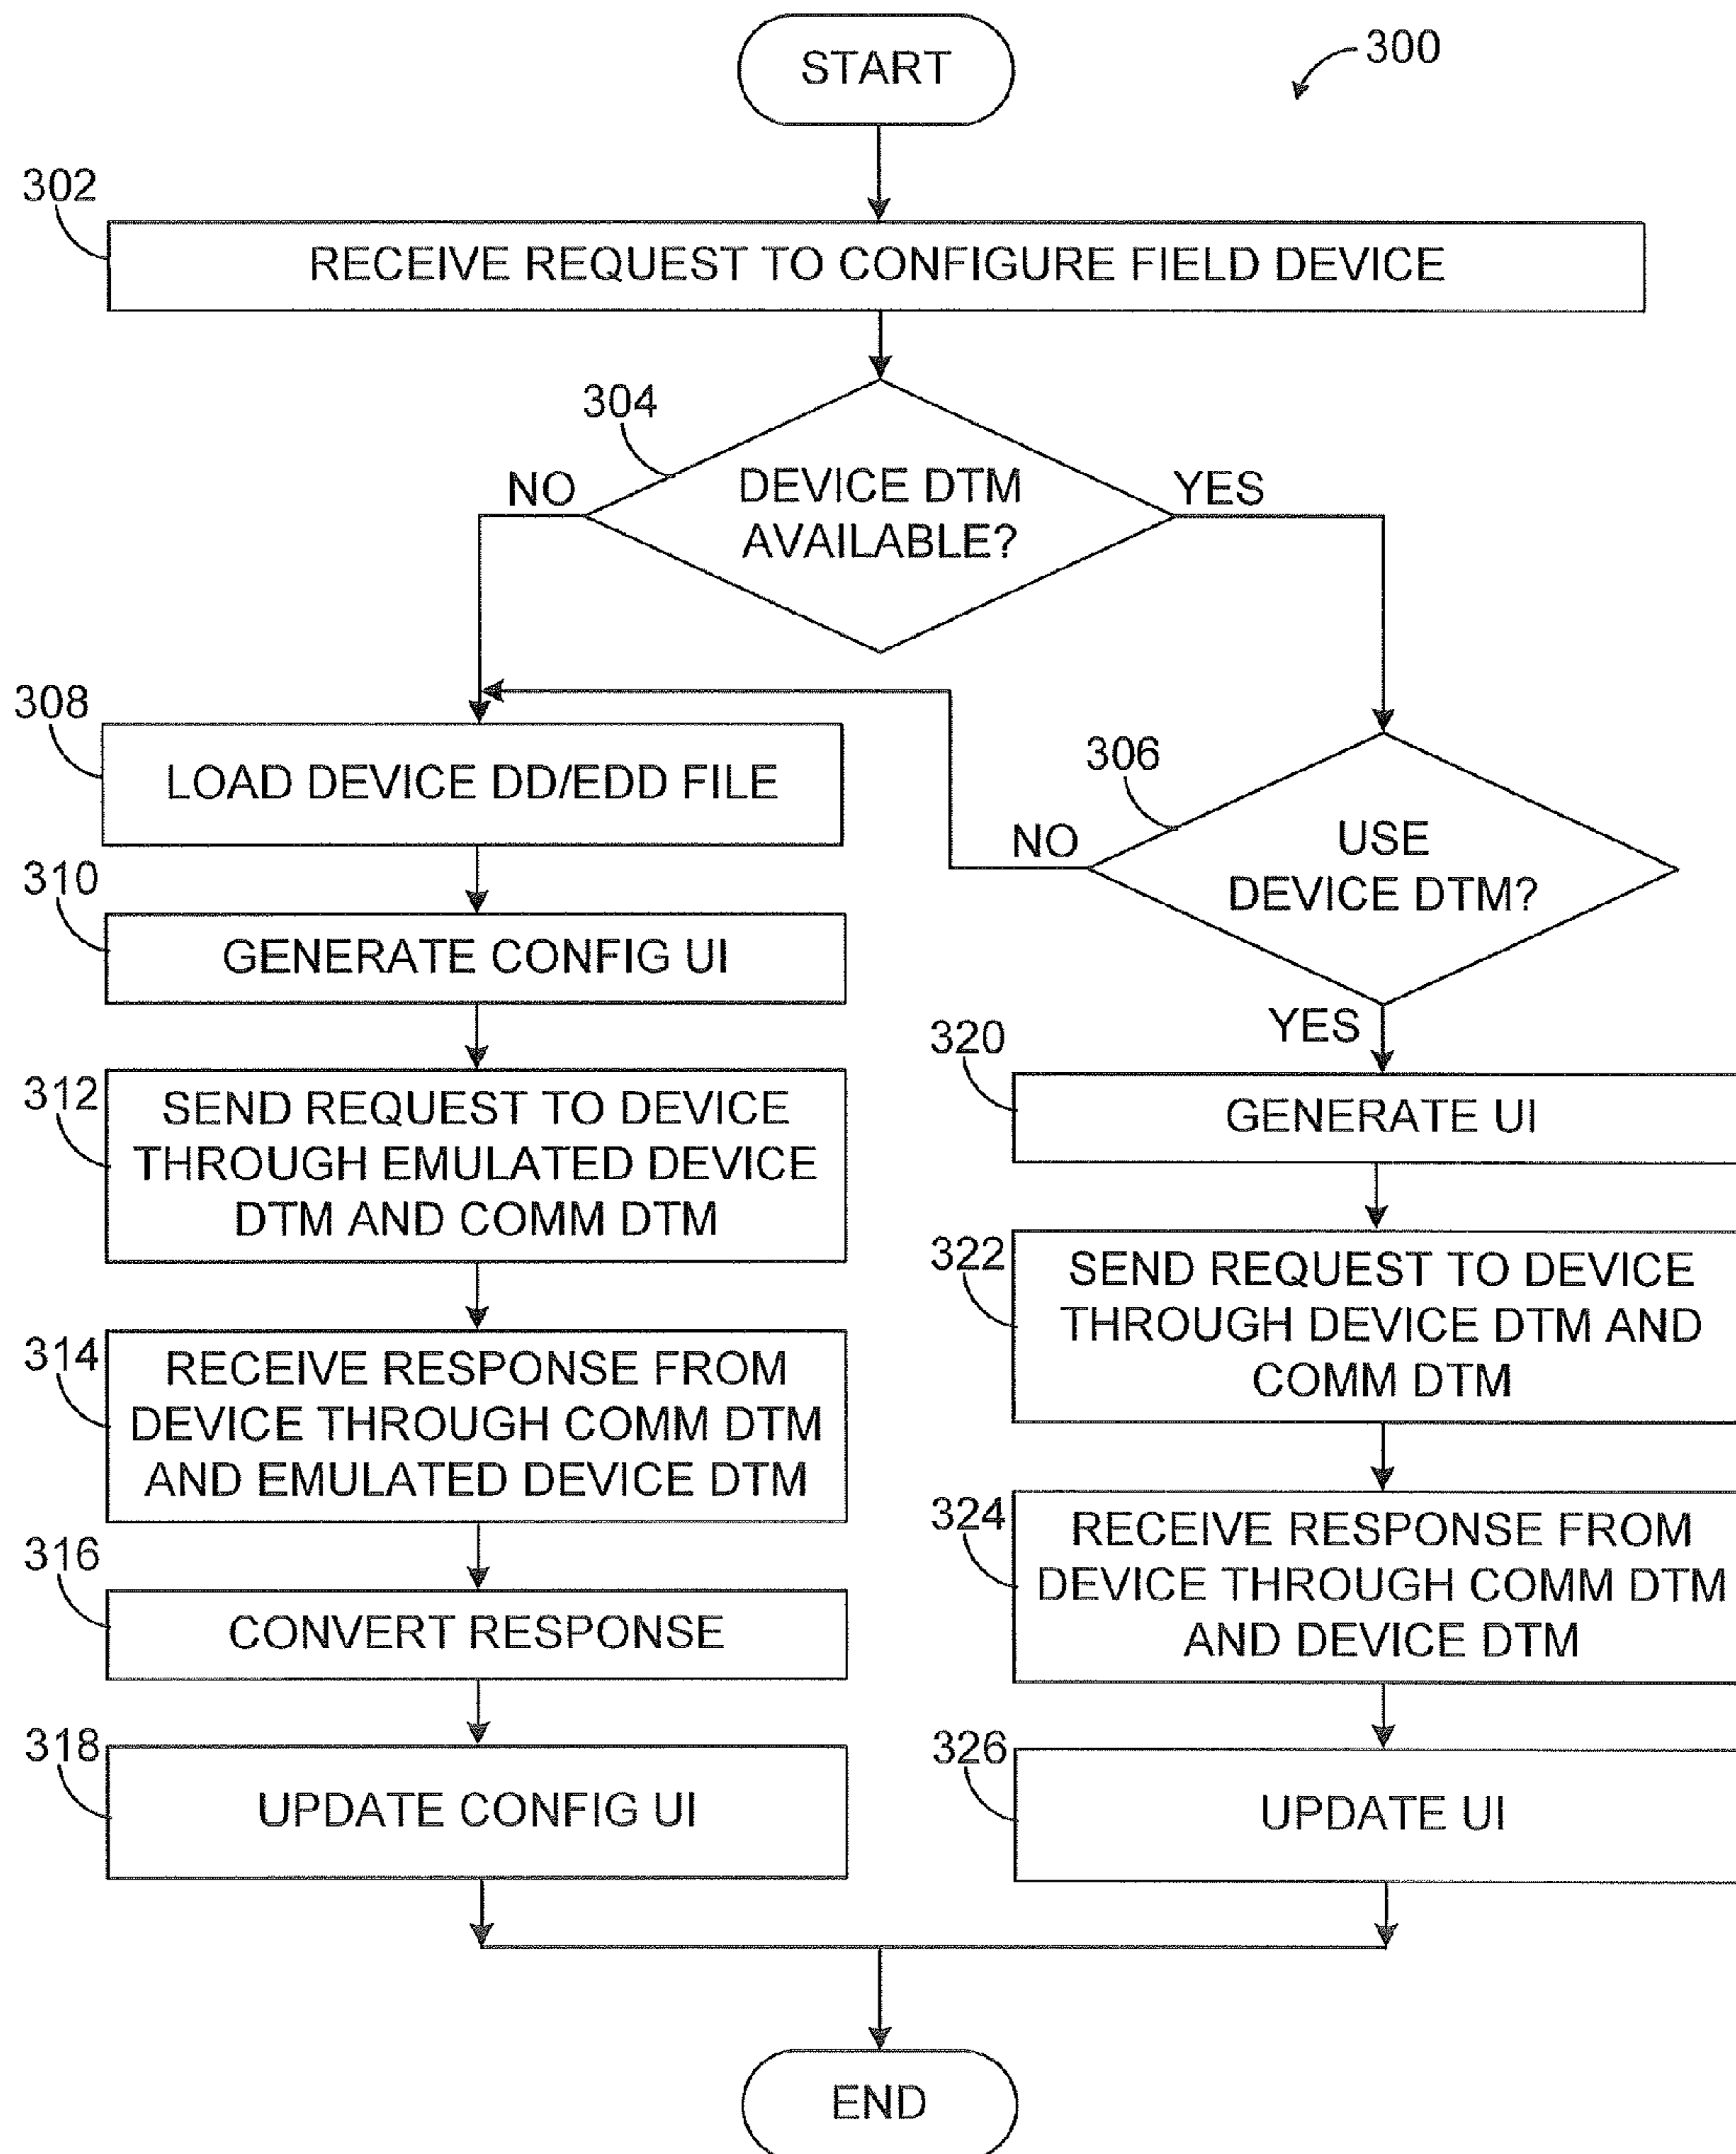 START
300
302
RECEIVE REQUEST TO CONFIGURE FIELD DEVICE
304
DEVICE DTM
AVAILABLE?
NO
YES
308
LOAD DEVICE DD/EDD FILE
306
USE
DEVICE DTM?
NO
YES
310
GENERATE CONFIG UI
312
SEND REQUEST TO DEVICE
THROUGH EMULATED DEVICE
DTM AND COMM DTM
314
RECEIVE RESPONSE FROM
DEVICE THROUGH COMM DTM
AND EMULATED DEVICE DTM
316
CONVERT RESPONSE
318
UPDATE CONFIG UI
320
GENERATE UI
322
SEND REQUEST TO DEVICE
THROUGH DEVICE DTM AND
COMM DTM
324
RECEIVE RESPONSE FROM
DEVICE THROUGH COMM DTM
AND DEVICE DTM
326
UPDATE UI
END